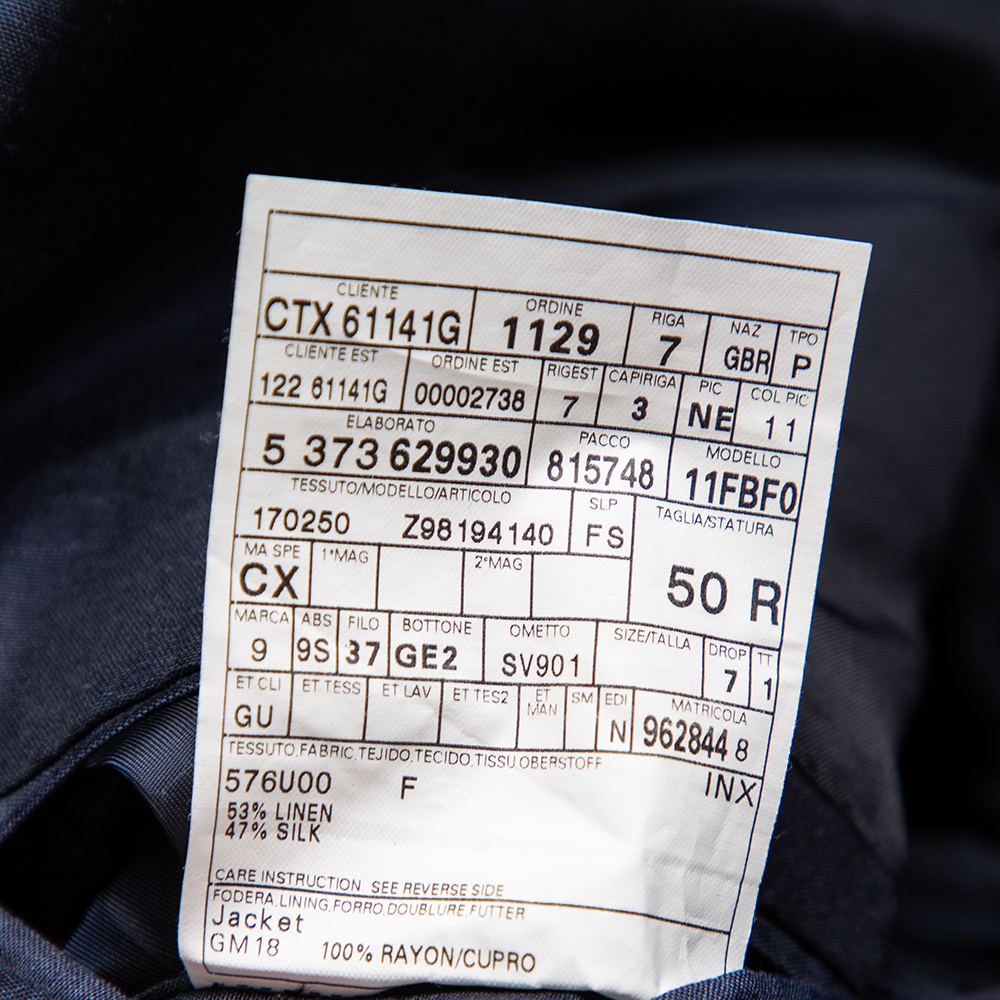 CLIENTE ORDINE RIGA NAZ TPO
CTX 61141G 1129 7 GBR P
CLIENTE EST ORDINE EST RIGEST CAPIRIGA PIC COL PIC
122 61141G 00002738 7 3 NE 11
ELABORATO PACCO MODELLO
5 373 629930 815748 11FBF0
TESSUTO/MODELLO/ARTICOLO SLP TAGLIA/STATURA
170250 Z98194140 FS 50 R
MA SPE 1°MAG 2°MAG
CX
MARCA ABS FILO BOTTONE OMETTO SIZE/TALLA DROP TT
9 9S 37 GE2 SV901 7 1
ET CLI ET TESS ET LAV ET TES2 ET MAN SM EDI MATRICOLA
GU N 962844 8
TESSUTO,FABRIC,TEJIDO,TECIDO,TISSU,OBERSTOFF
576U00 F INX
53% LINEN
47% SILK
CARE INSTRUCTION SEE REVERSE SIDE
FODERA,LINING,FORRO,DOUBLURE,FUTTER
Jacket
GM18 100% RAYON/CUPRO